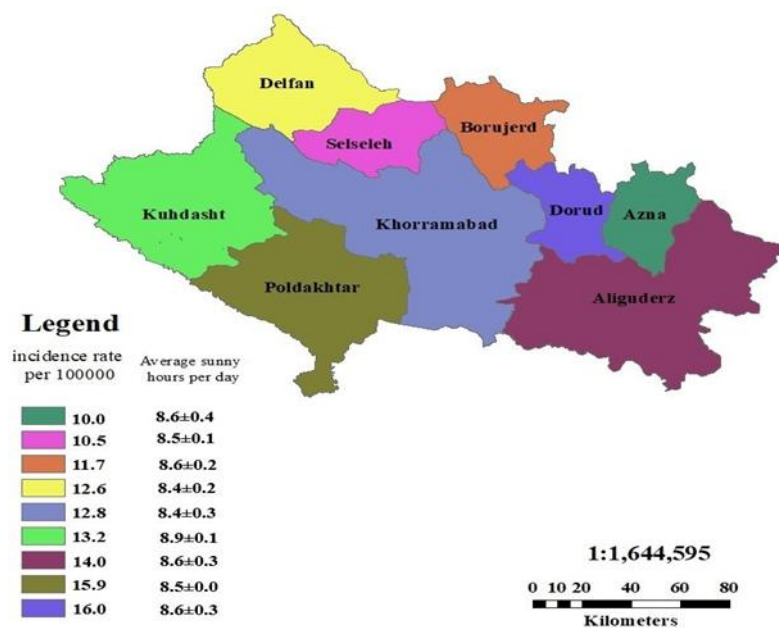 Delfan
Borujerd
Selseleh
Kuhdasht
Khorramabad
Dorud
Azna
Poldakhtar
Aliguderz
Legend
incidence rate
per 100000
Average sunny
hours per day
10.0 8.6±0.4
10.5 8.5±0.1
11.7 8.6±0.2
12.6 8.4±0.2
12.8 8.4±0.3
13.2 8.9±0.1
14.0 8.6±0.3
15.9 8.5±0.0
16.0 8.6±0.3
1:1,644,595
0 10 20 40 60 80
Kilometers